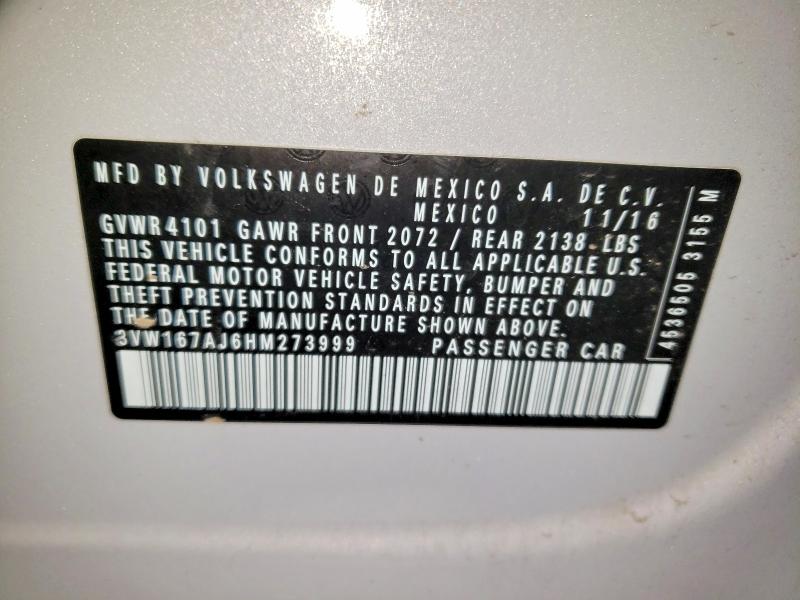 MFD BY VOLKSWAGEN DE MEXICO S.A. DE C.V.
MEXICO 11/16
GVWR 4101 GAWR FRONT 2072 / REAR 2138 LBS
THIS VEHICLE CONFORMS TO ALL APPLICABLE U.S.
FEDERAL MOTOR VEHICLE SAFETY, BUMPER AND
THEFT PREVENTION STANDARDS IN EFFECT ON
THE DATE OF MANUFACTURE SHOWN ABOVE.
3VW167AJ6HM273999 PASSENGER CAR
4536505 3155 M